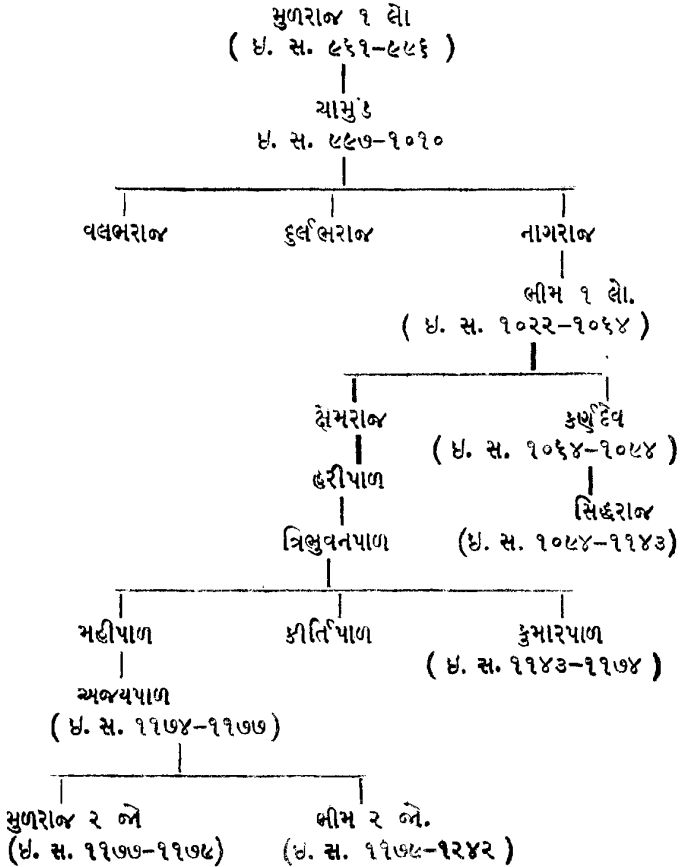 મુળરાજ ૧ લો
( ઇ. સ. ૯૬૧-૯૯૬ )
ચામુંડ
ઇ. સ. ૯૯૭-૧૦૧૦
વલભરાજ દુર્લભરાજ નાગરાજ
ભીમ ૧ લો.
( ઇ. સ. ૧૦૨૨-૧૦૬૪ )
ક્ષેમરાજ કર્ણદેવ
( ઇ. સ. ૧૦૬૪-૧૦૯૪ )
હરીપાળ
સિદ્ધરાજ
ત્રિભુવનપાળ (ઇ. સ. ૧૦૯૪-૧૧૪૩)
મહીપાળ કીર્તિપાળ કુમારપાળ
( ઇ. સ. ૧૧૪૩-૧૧૭૪ )
અજયપાળ
( ઇ. સ. ૧૧૭૪-૧૧૭૭)
મુળરાજ ૨ જો ભીમ ૨ જો.
(ઇ. સ. ૧૧૭૭-૧૧૭૯) (ઇ. સ. ૧૧૭૯-૧૨૪૨ )